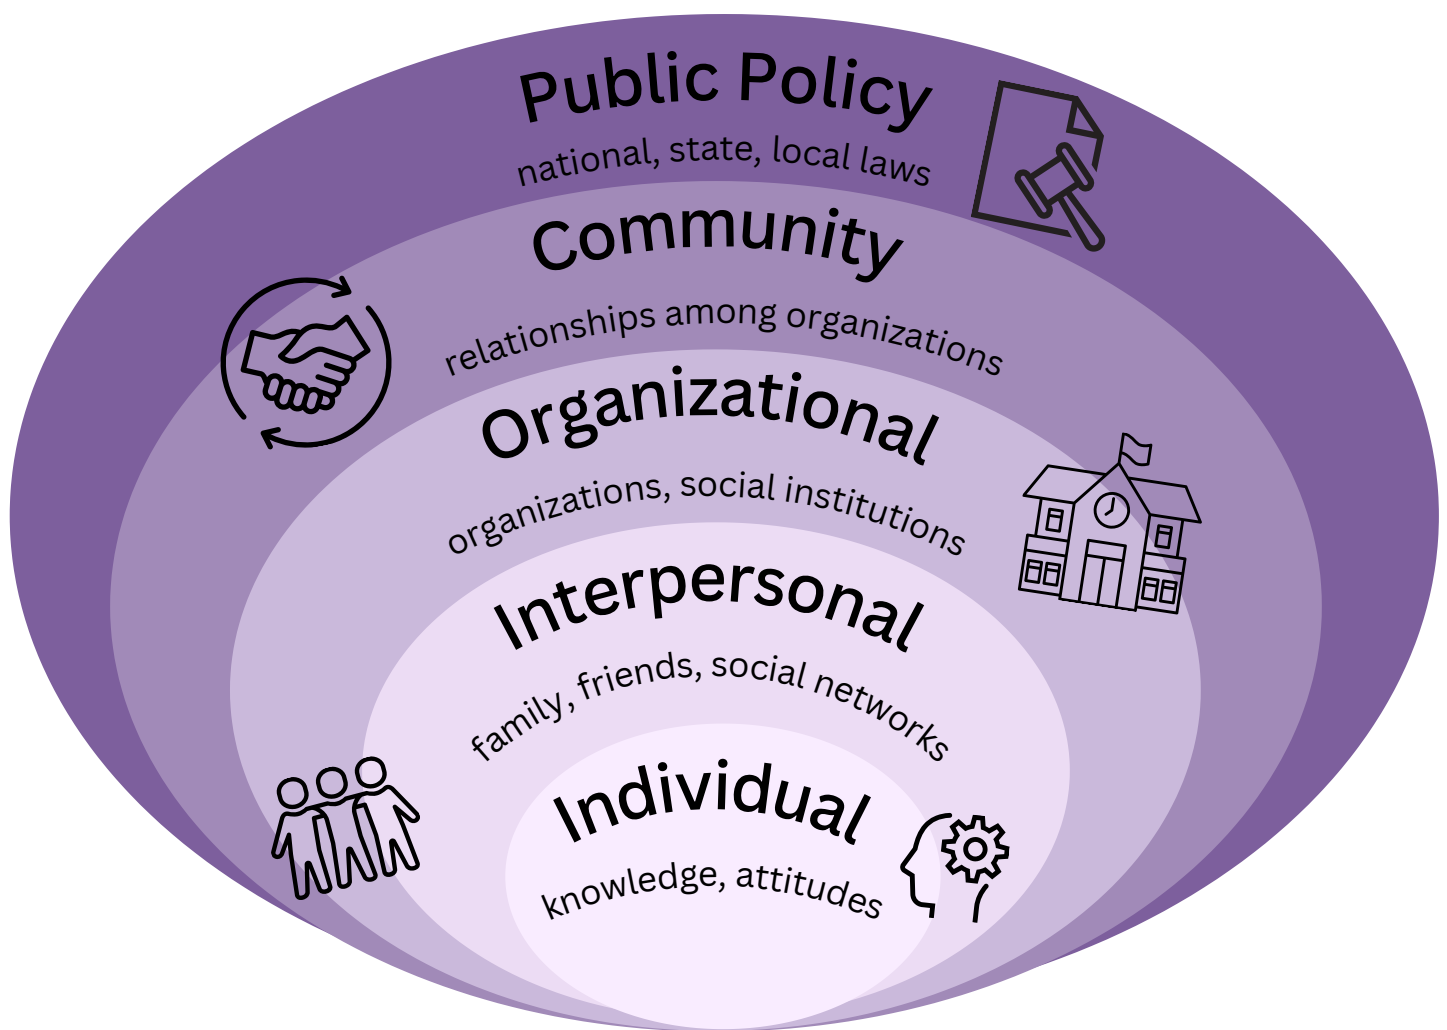 Public Policy
national, state, local laws
Community
relationships among organizations
Organizational
organizations, social institutions
Interpersonal
family, friends, social networks
Individual
knowledge, attitudes